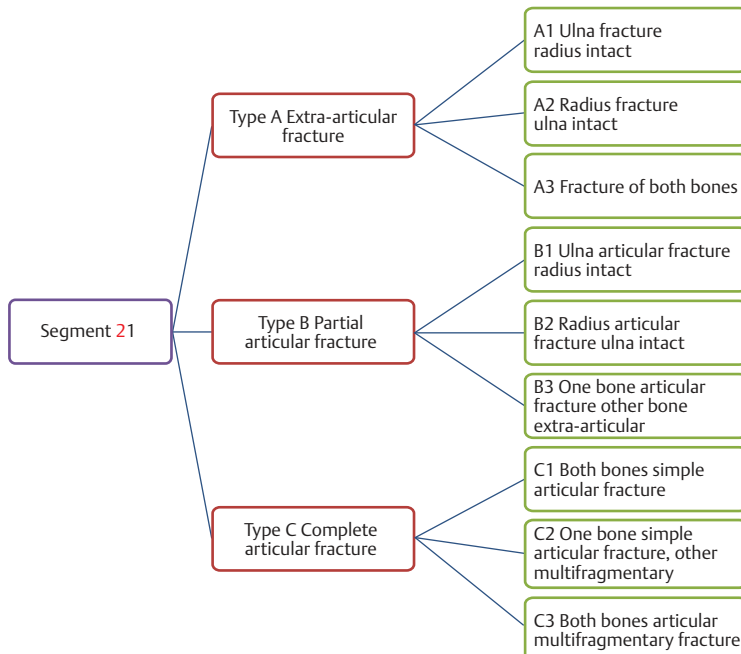 Segment 21
Type A Extra-articular
fracture
A1 Ulna fracture
radius intact
A2 Radius fracture
ulna intact
A3 Fracture of both bones
Type B Partial
articular fracture
B1 Ulna articular fracture
radius intact
B2 Radius articular
fracture ulna intact
B3 One bone articular
fracture other bone
extra-articular
Type C Complete
articular fracture
C1 Both bones simple
articular fracture
C2 One bone simple
articular fracture, other
multifragmentary
C3 Both bones articular
multifragmentary fracture